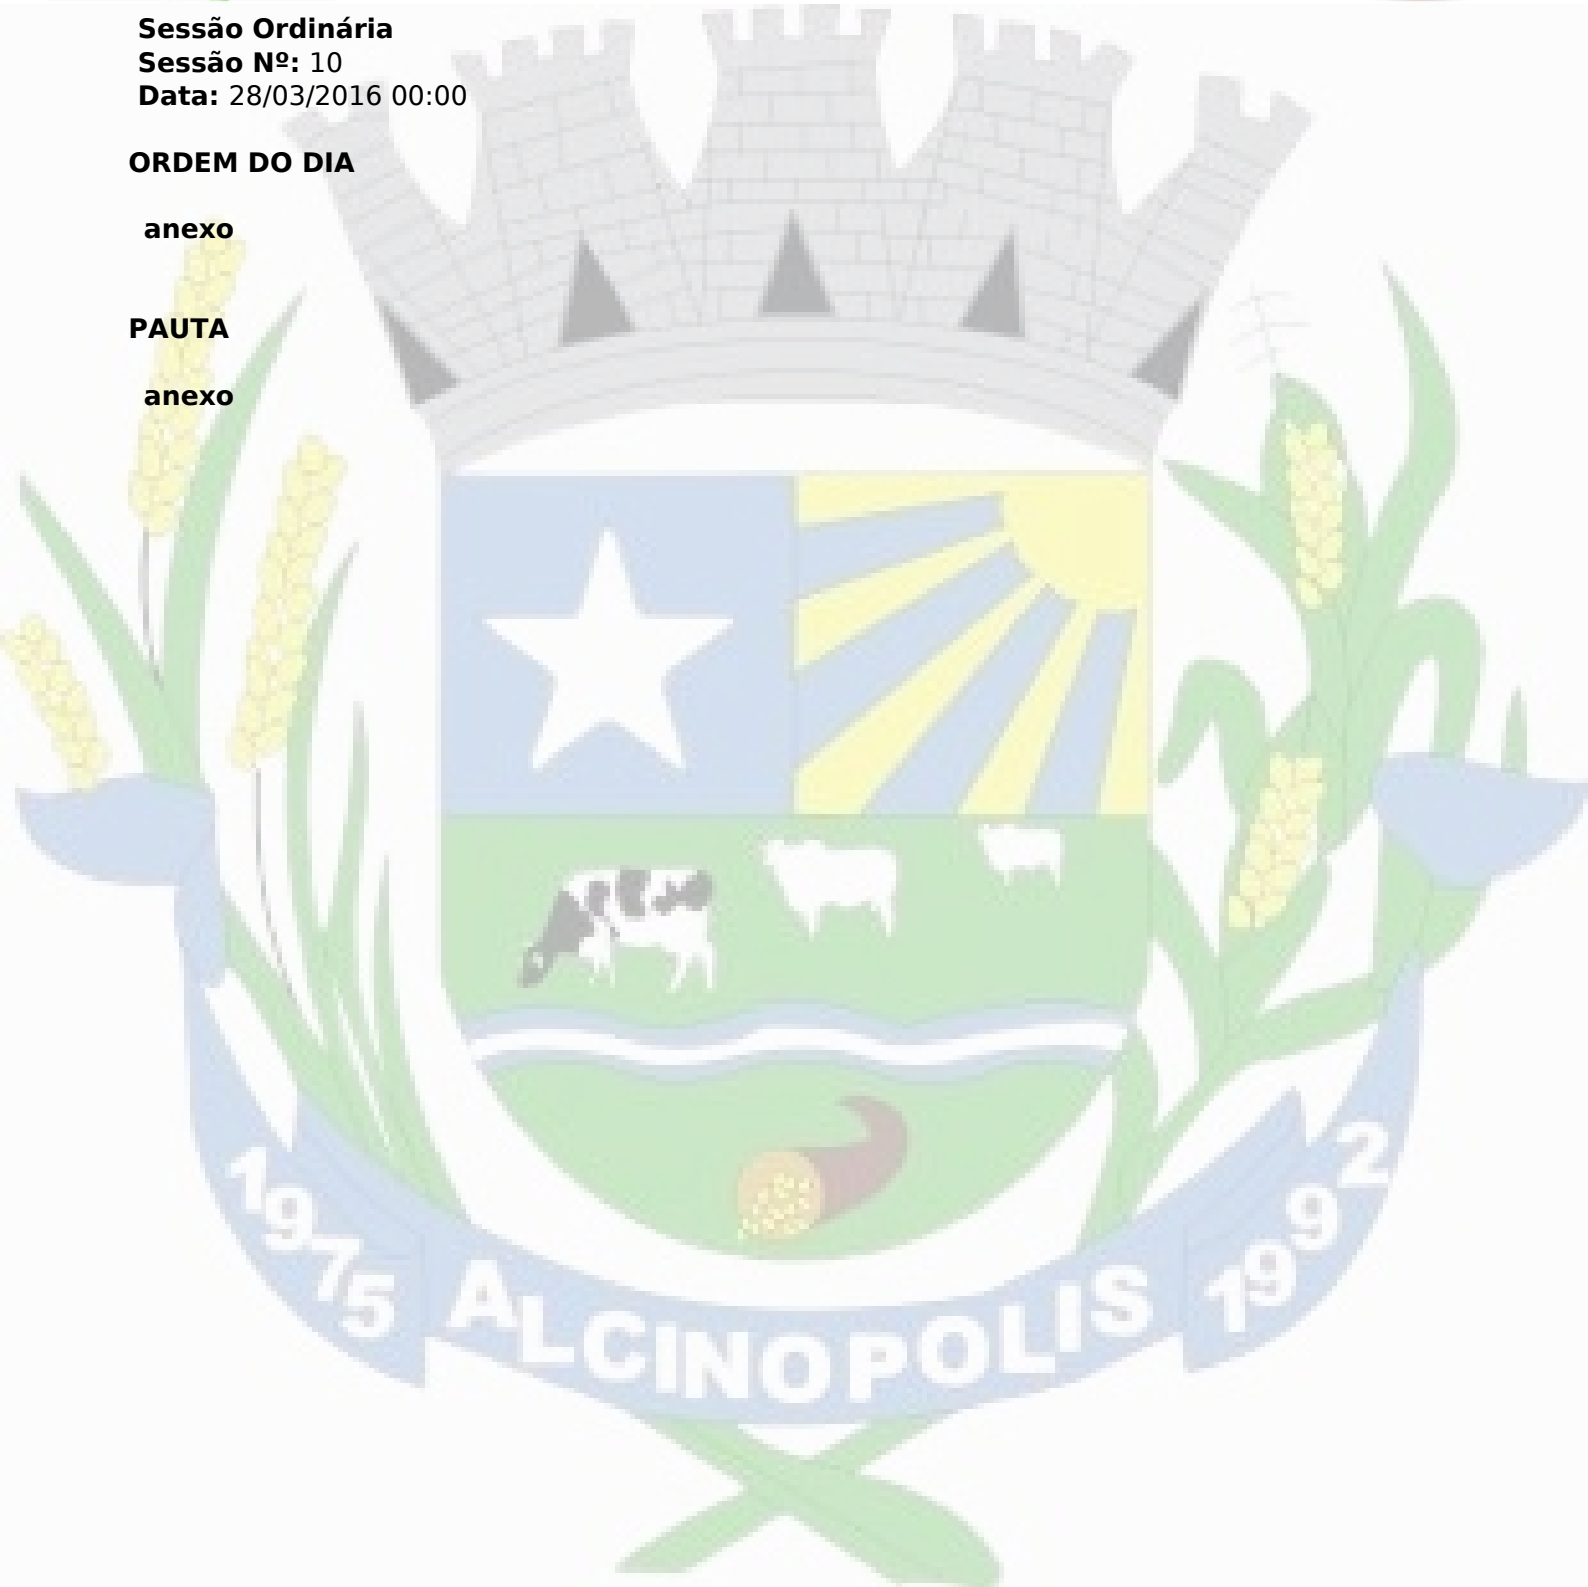 Sessão Ordinária
Sessão Nº: 10
Data: 28/03/2016 00:00
ORDEM DO DIA
anexo
PAUTA
anexo
1975 ALCINOPOLIS 1992